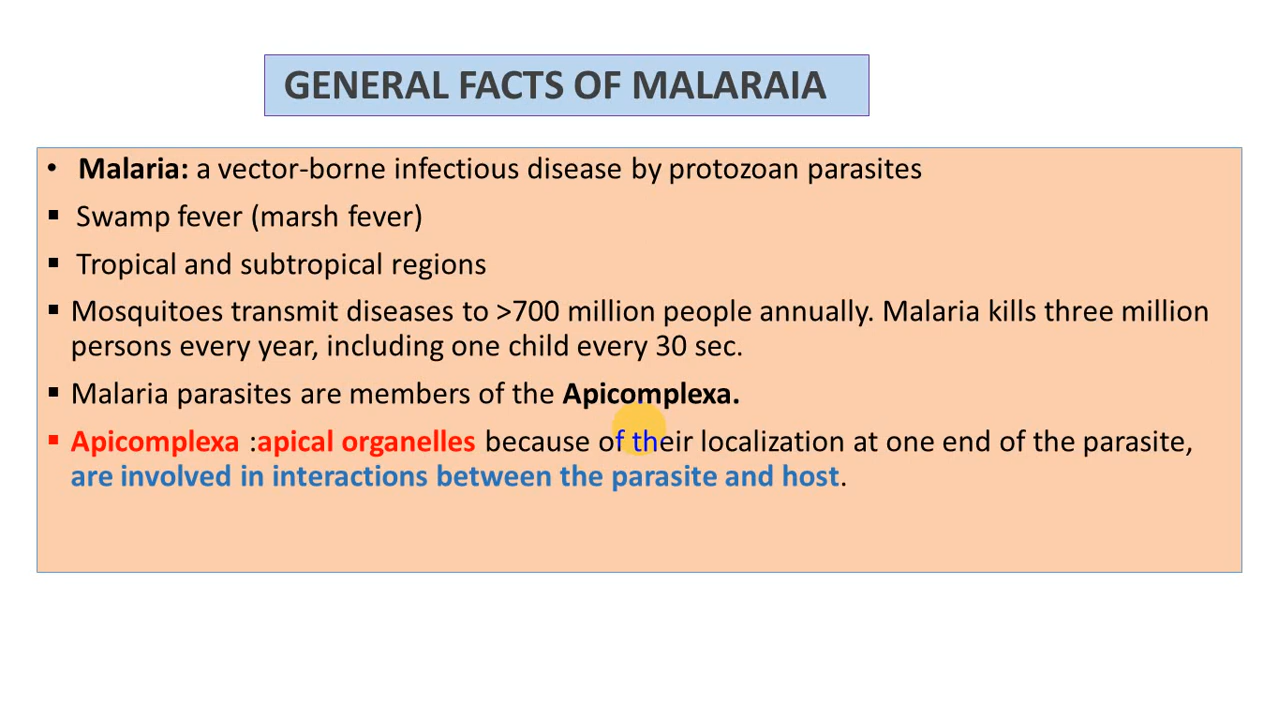 GENERAL FACTS OF MALARAIA
• Malaria: a vector-borne infectious disease by protozoan parasites
▪ Swamp fever (marsh fever)
▪ Tropical and subtropical regions
▪ Mosquitoes transmit diseases to >700 million people annually. Malaria kills three million
persons every year, including one child every 30 sec.
▪ Malaria parasites are members of the Apicomplexa.
▪ Apicomplexa :apical organelles because of their localization at one end of the parasite,
are involved in interactions between the parasite and host.